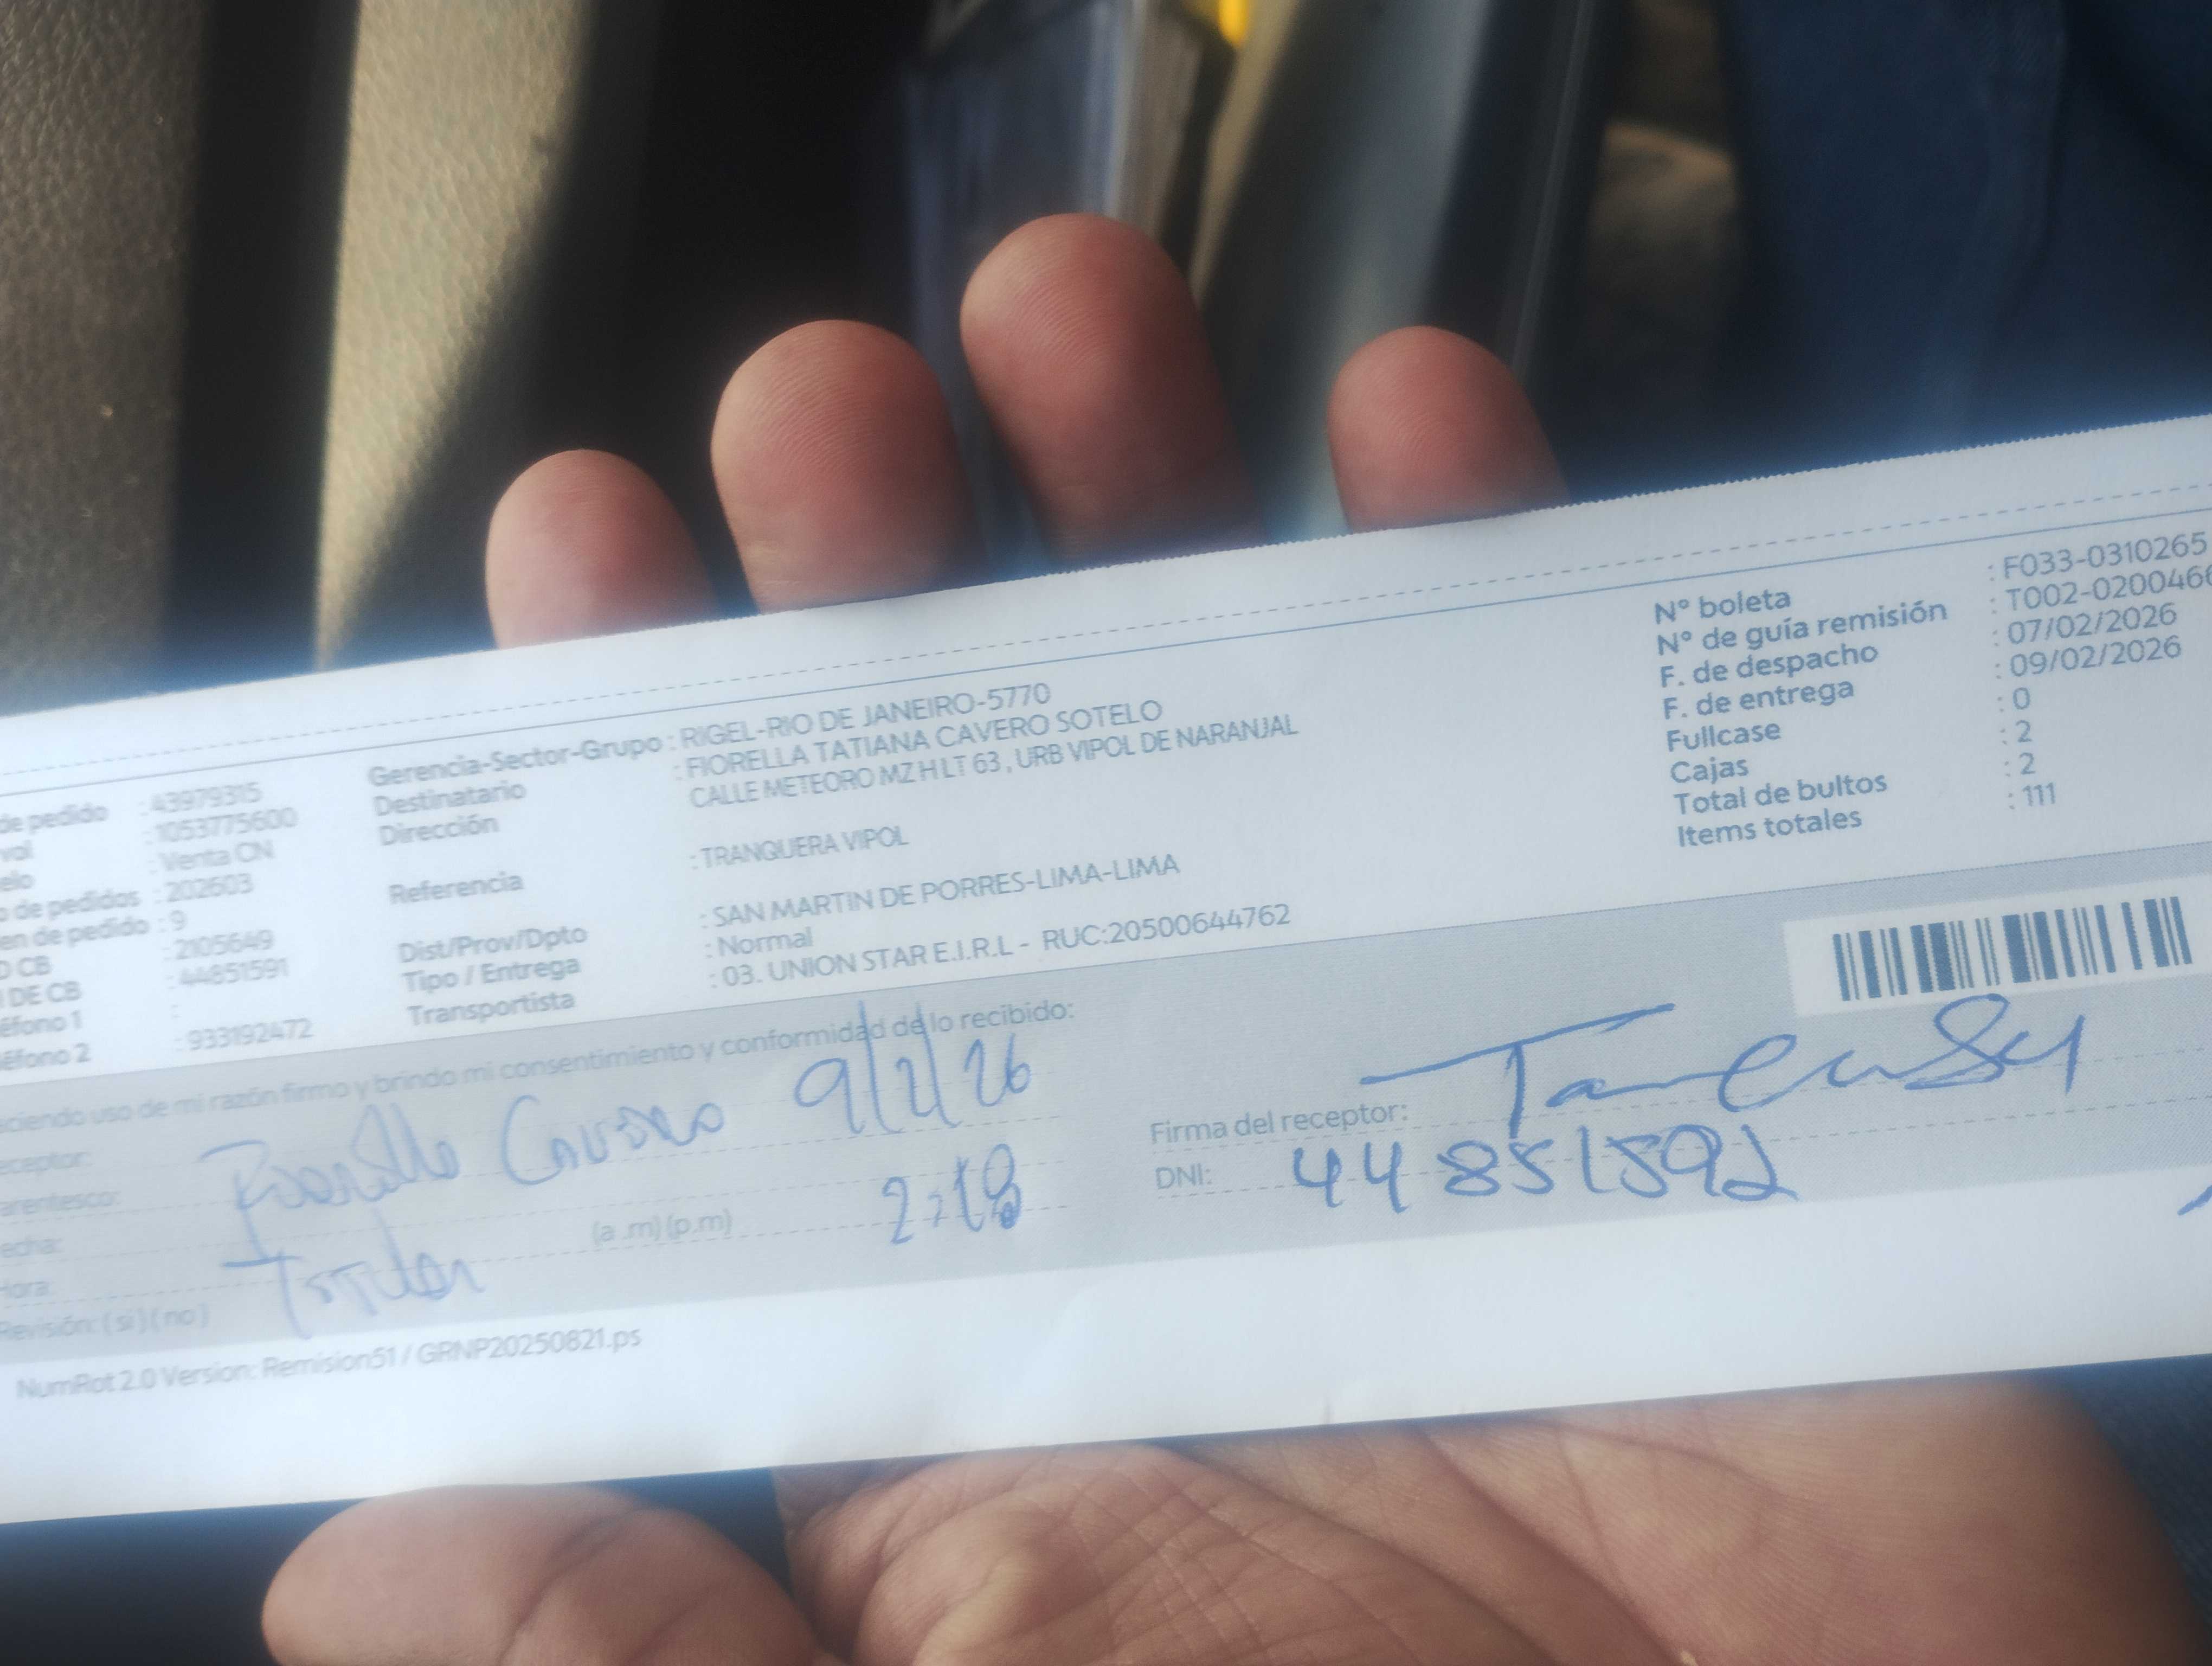 de pedido : 43979315
: 1053775600
: Venta CN
de pedidos : 202603
en de pedido : 9
CB : 2105649
DE CB : 44851591
éfono 1 :
éfono 2 : 933192472
Gerencia-Sector-Grupo : RIGEL-RIO DE JANEIRO-5770
Destinatario : FIORELLA TATIANA CAVERO SOTELO
Dirección CALLE METEORO MZ H LT 63 , URB VIPOL DE NARANJAL
Referencia : TRANQUERA VIPOL
Dist/Prov/Dpto : SAN MARTIN DE PORRES-LIMA-LIMA
Tipo / Entrega : Normal
Transportista : 03. UNION STAR E.I.R.L - RUC:20500644762
N° boleta : F033-0310265
N° de guía remisión : T002-0200466
F. de despacho : 07/02/2026
F. de entrega : 09/02/2026
Fullcase : 0
Cajas : 2
Total de bultos : 2
Items totales : 111
ciendo uso de mi razón firmo y brindo mi consentimiento y conformidad de lo recibido:
eceptor: Cavero 9/2/26
arentesco:
echa: (a .m) (p.m) 2:18
Hora: Titular
Revisión: ( si ) ( no )
Firma del receptor:
DNI: 44851592
NumRot 2.0 Version: Remision51 / GRNP20250821.ps